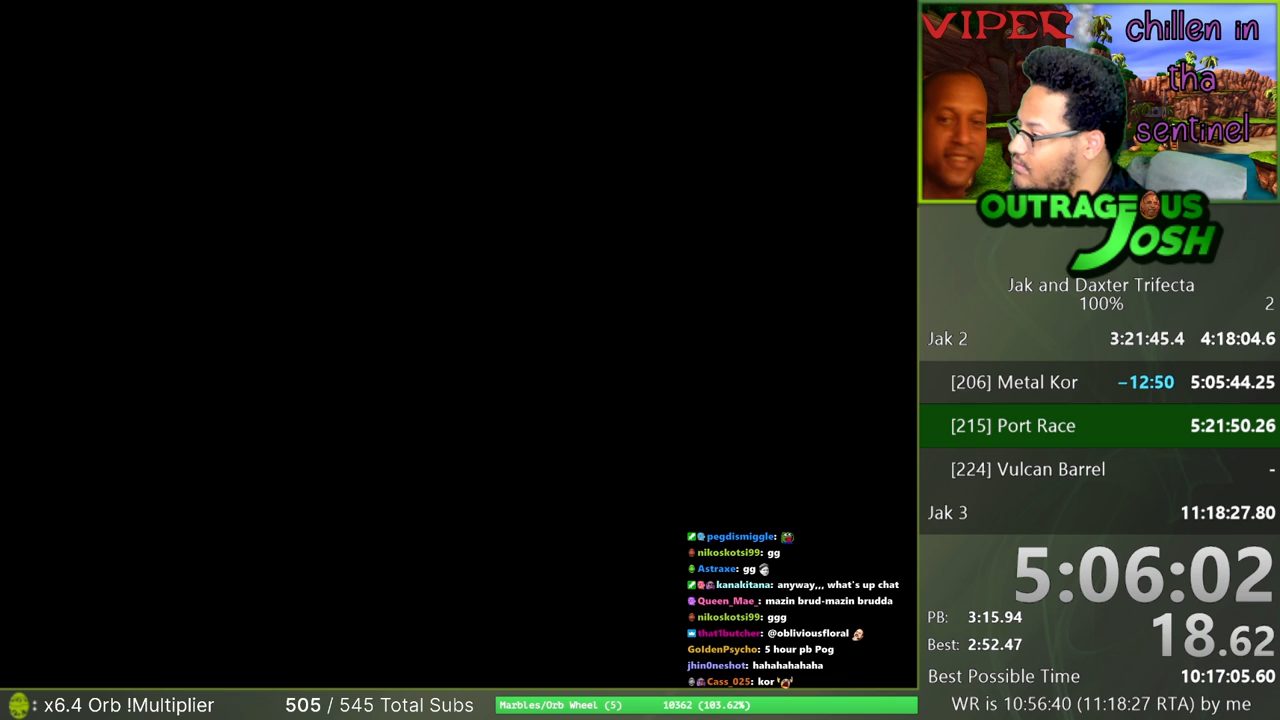 VIPER
chillen in
tha
sentinel
OUTRAGEOUS
JOSH
Jak and Daxter Trifecta
100% 2
Jak 2 3:21:45.4 4:18:04.6
[206] Metal Kor −12:50 5:05:44.25
[215] Port Race 5:21:50.26
[224] Vulcan Barrel -
Jak 3 11:18:27.80
5:06:02
PB: 3:15.94
Best: 2:52.47
18.62
Best Possible Time 10:17:05.60
WR is 10:56:40 (11:18:27 RTA) by me
pegdismiggle:
nikoskotsi99: gg
Astraxe: gg
kanakitana: anyway,,, what's up chat
Queen_Mae_: mazin brud-mazin brudda
nikoskotsi99: ggg
that1butcher: @obliviousfloral
GoldenPsycho: 5 hour pb Pog
jhin0neshot: hahahahahaha
Cass_025: kor
: x6.4 Orb !Multiplier 505 / 545 Total Subs Marbles/Orb Wheel (5) 10362 (103.62%)